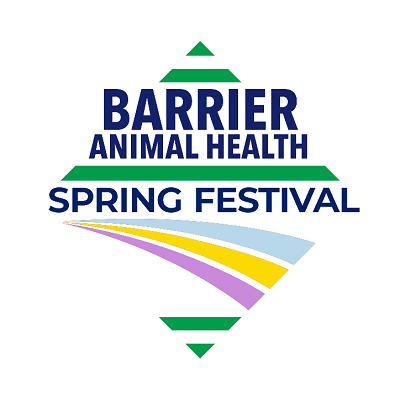 BARRIER
ANIMAL HEALTH
SPRING FESTIVAL